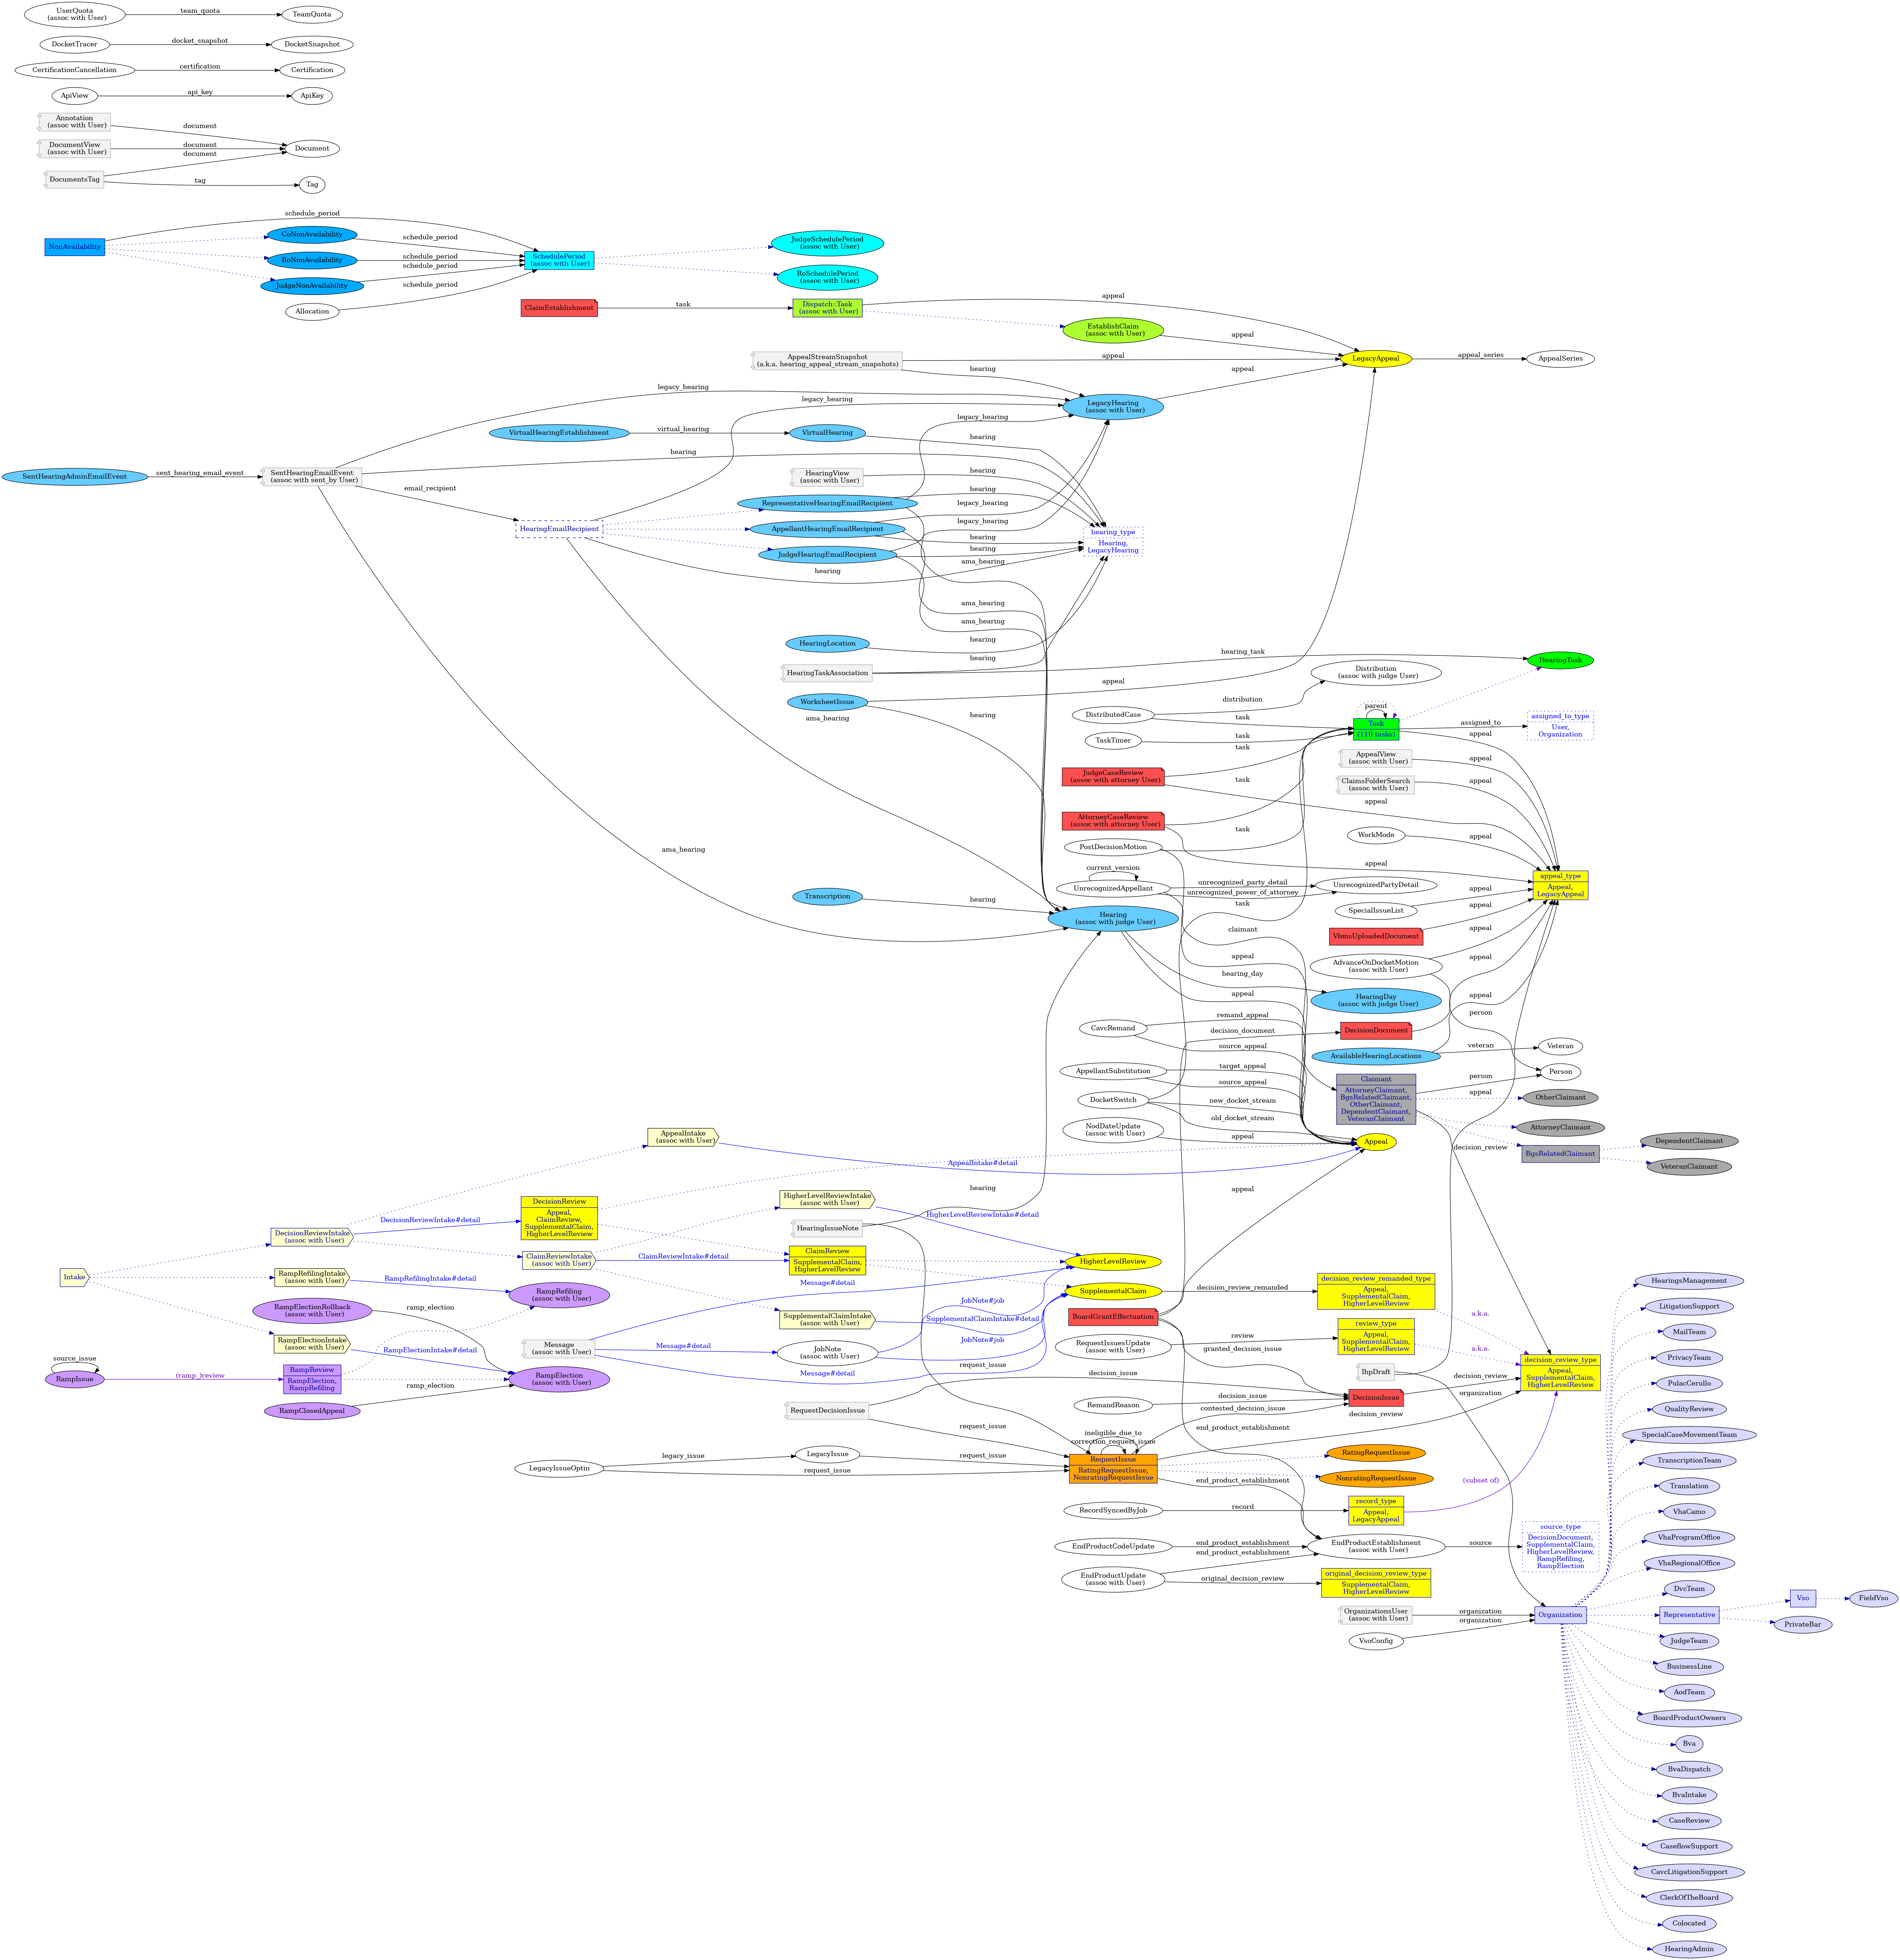 UserQuota
(assoc with User)
team_quota
TeamQuota
DocketTracer
docket_snapshot
DocketSnapshot
CertificationCancellation
certification
Certification
ApiView
api_key
ApiKey
Annotation
(assoc with User)
document
DocumentView
(assoc with User)
document
Document
document
DocumentsTag
tag
Tag
schedule_period
NonAvailability
CoNonAvailability
schedule_period
RoNonAvailability
schedule_period
JudgeNonAvailability
schedule_period
Allocation
schedule_period
SchedulePeriod
(assoc with User)
JudgeSchedulePeriod
(assoc with User)
RoSchedulePeriod
(assoc with User)
ClaimEstablishment
task
Dispatch::Task
(assoc with User)
appeal
EstablishClaim
(assoc with User)
appeal
AppealStreamSnapshot
(a.k.a. hearing_appeal_stream_snapshots)
appeal
hearing
LegacyAppeal
appeal_series
AppealSeries
LegacyHearing
(assoc with User)
appeal
legacy_hearing
legacy_hearing
legacy_hearing
VirtualHearingEstablishment
virtual_hearing
VirtualHearing
hearing
SentHearingAdminEmailEvent
sent_hearing_email_event
SentHearingEmailEvent
(assoc with sent_by User)
hearing
email_recipient
HearingView
(assoc with User)
hearing
RepresentativeHearingEmailRecipient
hearing
legacy_hearing
HearingEmailRecipient
AppellantHearingEmailRecipient
legacy_hearing
hearing
JudgeHearingEmailRecipient
hearing
ama_hearing
hearing
hearing_type
Hearing,
LegacyHearing
ama_hearing
ama_hearing
HearingLocation
hearing
hearing
HearingTaskAssociation
hearing_task
HearingTask
appeal
WorksheetIssue
hearing
ama_hearing
Distribution
(assoc with judge User)
distribution
DistributedCase
task
TaskTimer
task
task
parent
Task
(110 tasks)
assigned_to
assigned_to_type
User,
Organization
appeal
JudgeCaseReview
(assoc with attorney User)
task
appeal
AppealView
(assoc with User)
appeal
ClaimsFolderSearch
(assoc with User)
appeal
AttorneyCaseReview
(assoc with attorney User)
task
appeal
WorkMode
appeal
PostDecisionMotion
current_version
UnrecognizedAppellant
unrecognized_party_detail
unrecognized_power_of_attorney
UnrecognizedPartyDetail
appeal_type
Appeal,
LegacyAppeal
ama_hearing
Transcription
hearing
task
SpecialIssueList
appeal
Hearing
(assoc with judge User)
claimant
VbmsUploadedDocument
appeal
appeal
AdvanceOnDocketMotion
(assoc with User)
appeal
hearing_day
HearingDay
(assoc with judge User)
appeal
appeal
person
CavcRemand
remand_appeal
decision_document
DecisionDocument
source_appeal
AvailableHearingLocations
veteran
Veteran
AppellantSubstitution
target_appeal
source_appeal
Claimant
AttorneyClaimant,
BgsRelatedClaimant,
OtherClaimant,
DependentClaimant,
VeteranClaimant
person
Person
appeal
OtherClaimant
DocketSwitch
new_docket_stream
old_docket_stream
AttorneyClaimant
NodDateUpdate
(assoc with User)
appeal
Appeal
decision_review
BgsRelatedClaimant
DependentClaimant
VeteranClaimant
AppealIntake
(assoc with User)
AppealIntake#detail
DecisionReview
Appeal,
ClaimReview,
SupplementalClaim,
HigherLevelReview
HigherLevelReviewIntake
(assoc with User)
hearing
appeal
DecisionReviewIntake
(assoc with User)
DecisionReviewIntake#detail
HigherLevelReviewIntake#detail
HearingIssueNote
ClaimReviewIntake
(assoc with User)
ClaimReviewIntake#detail
ClaimReview
SupplementalClaim,
HigherLevelReview
HigherLevelReview
Intake
RampRefilingIntake
(assoc with User)
RampRefilingIntake#detail
RampRefiling
(assoc with User)
Message#detail
SupplementalClaim
decision_review_remanded
decision_review_remanded_type
Appeal,
SupplementalClaim,
HigherLevelReview
HearingsManagement
LitigationSupport
RampElectionRollback
(assoc with User)
ramp_election
JobNote#job
SupplementalClaimIntake
(assoc with User)
SupplementalClaimIntake#detail
BoardGrantEffectuation
a.k.a.
review_type
Appeal,
SupplementalClaim,
HigherLevelReview
MailTeam
RampElectionIntake
(assoc with User)
RampElectionIntake#detail
Message
(assoc with User)
Message#detail
JobNote
(assoc with User)
JobNote#job
RequestIssuesUpdate
(assoc with User)
review
granted_decision_issue
a.k.a.
PrivacyTeam
source_issue
RampIssue
(ramp_)review
RampReview
RampElection,
RampRefiling
RampElection
(assoc with User)
Message#detail
request_issue
IhpDraft
decision_review_type
Appeal,
SupplementalClaim,
HigherLevelReview
PulacCerullo
decision_issue
decision_review
organization
RampClosedAppeal
ramp_election
RequestDecisionIssue
RemandReason
decision_issue
DecisionIssue
contested_decision_issue
decision_review
QualityReview
request_issue
ineligible_due_to
correction_request_issue
end_product_establishment
SpecialCaseMovementTeam
LegacyIssueOptin
legacy_issue
LegacyIssue
request_issue
request_issue
RequestIssue
RatingRequestIssue,
NonratingRequestIssue
RatingRequestIssue
NonratingRequestIssue
TranscriptionTeam
Translation
end_product_establishment
(subset of)
RecordSyncedByJob
record
record_type
Appeal,
LegacyAppeal
VhaCamo
VhaProgramOffice
EndProductCodeUpdate
end_product_establishment
end_product_establishment
EndProductEstablishment
(assoc with User)
source
source_type
DecisionDocument,
SupplementalClaim,
HigherLevelReview,
RampRefiling,
RampElection
VhaRegionalOffice
EndProductUpdate
(assoc with User)
original_decision_review
original_decision_review_type
SupplementalClaim,
HigherLevelReview
DvcTeam
OrganizationsUser
(assoc with User)
organization
VsoConfig
organization
Organization
Representative
Vso
FieldVso
PrivateBar
JudgeTeam
BusinessLine
AodTeam
BoardProductOwners
Bva
BvaDispatch
BvaIntake
CaseReview
CaseflowSupport
CavcLitigationSupport
ClerkOfTheBoard
Colocated
HearingAdmin